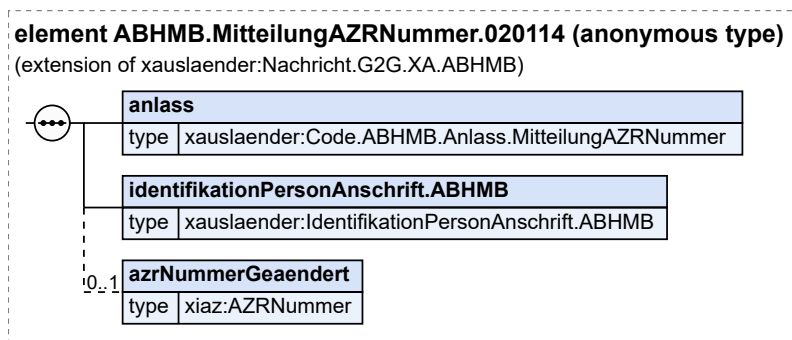 element ABHMB.MitteilungAZRNummer.020114 (anonymous type)
(extension of xauslaender:Nachricht.G2G.XA.ABHMB)
anlass
type xauslaender:Code.ABHMB.Anlass.MitteilungAZRNummer
identifikationPersonAnschrift.ABHMB
type xauslaender:IdentifikationPersonAnschrift.ABHMB
0..1
azrNummerGeaendert
type xiaz:AZRNummer